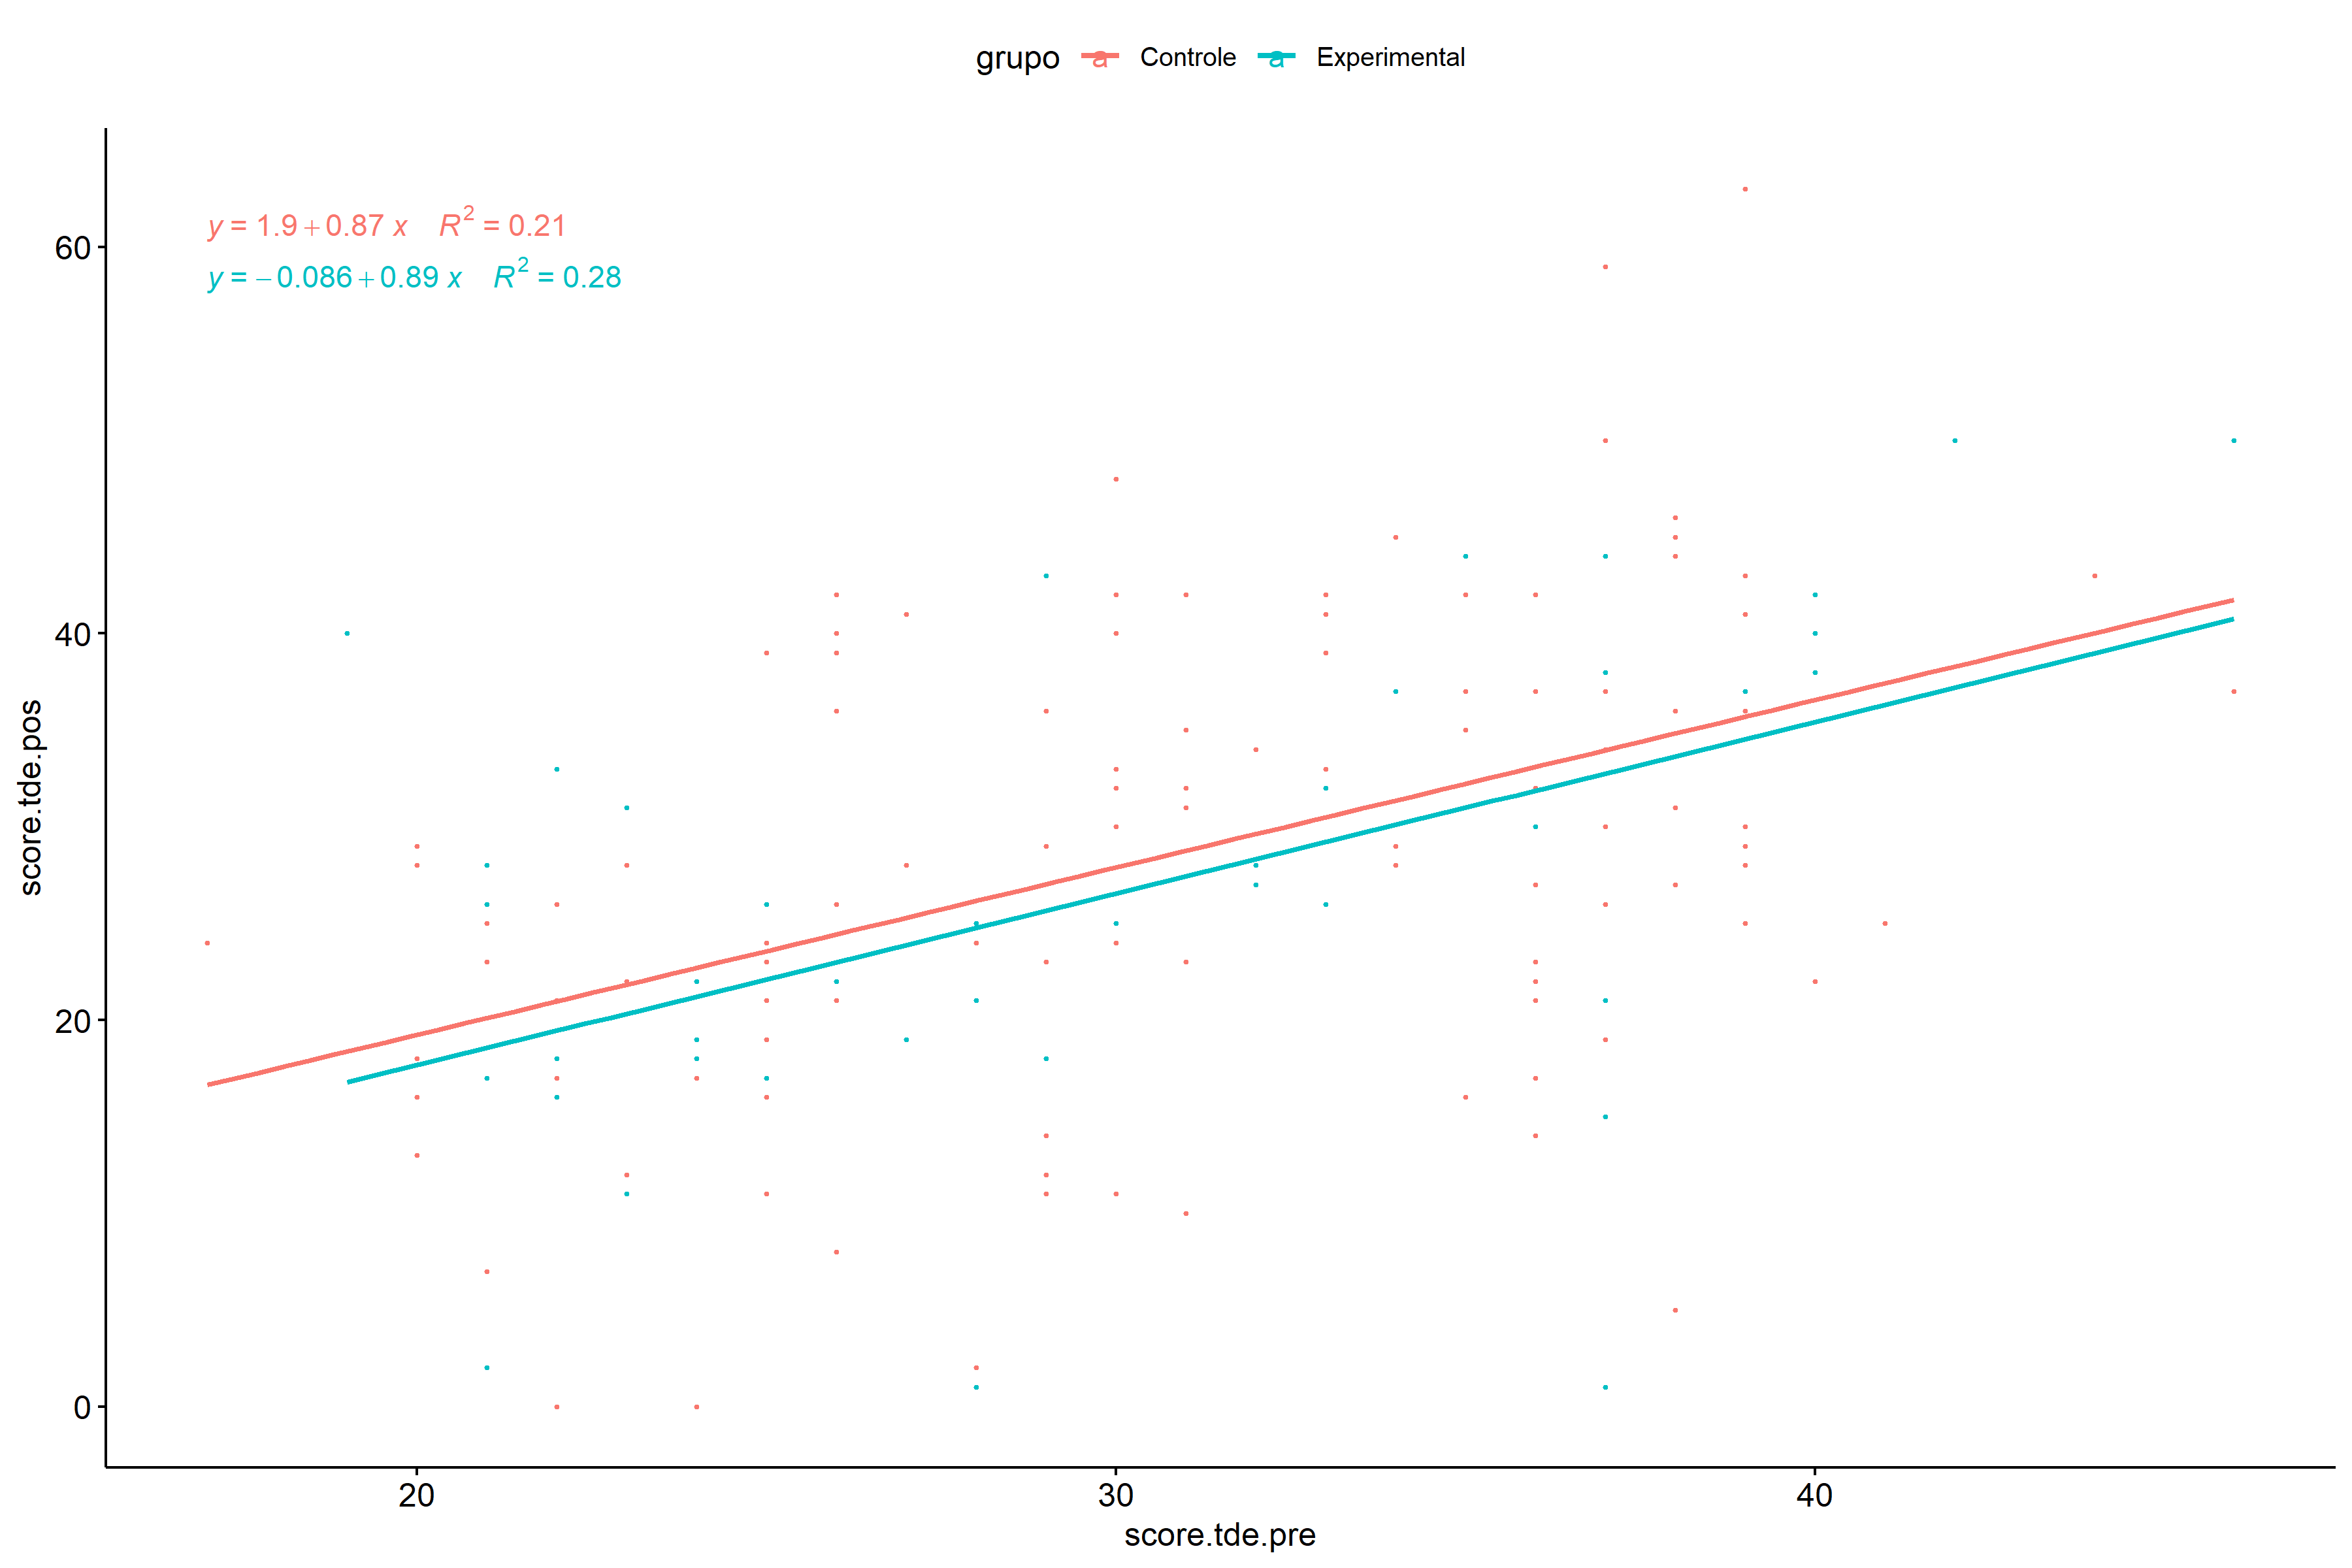 grupo a Controle a Experimental
y = 1.9 + 0.87 x R² = 0.21
y = − 0.086 + 0.89 x R² = 0.28
60
40
20
0
score.tde.pos
20 30 40
score.tde.pre